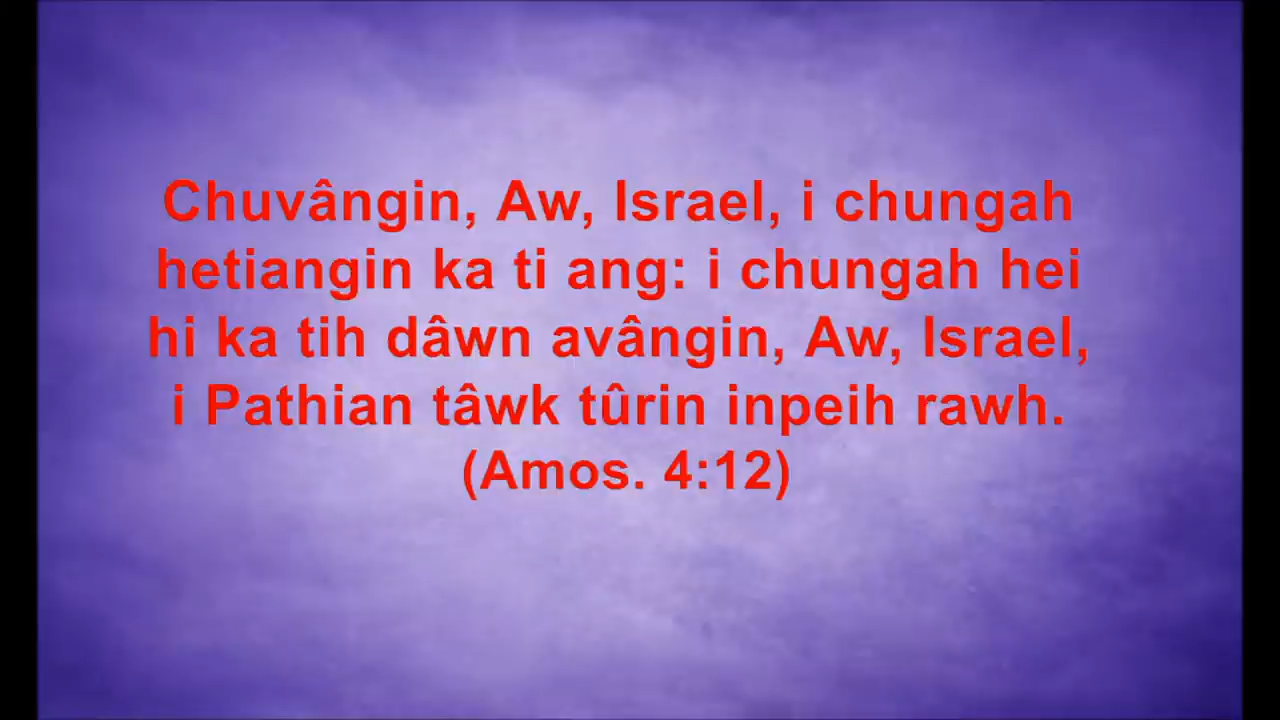 Chuvângin, Aw, Israel, i chungah
hetiangin ka ti ang: i chungah hei
hi ka tih dâwn avângin, Aw, Israel,
i Pathian tâwk tûrin inpeih rawh.
(Amos. 4:12)